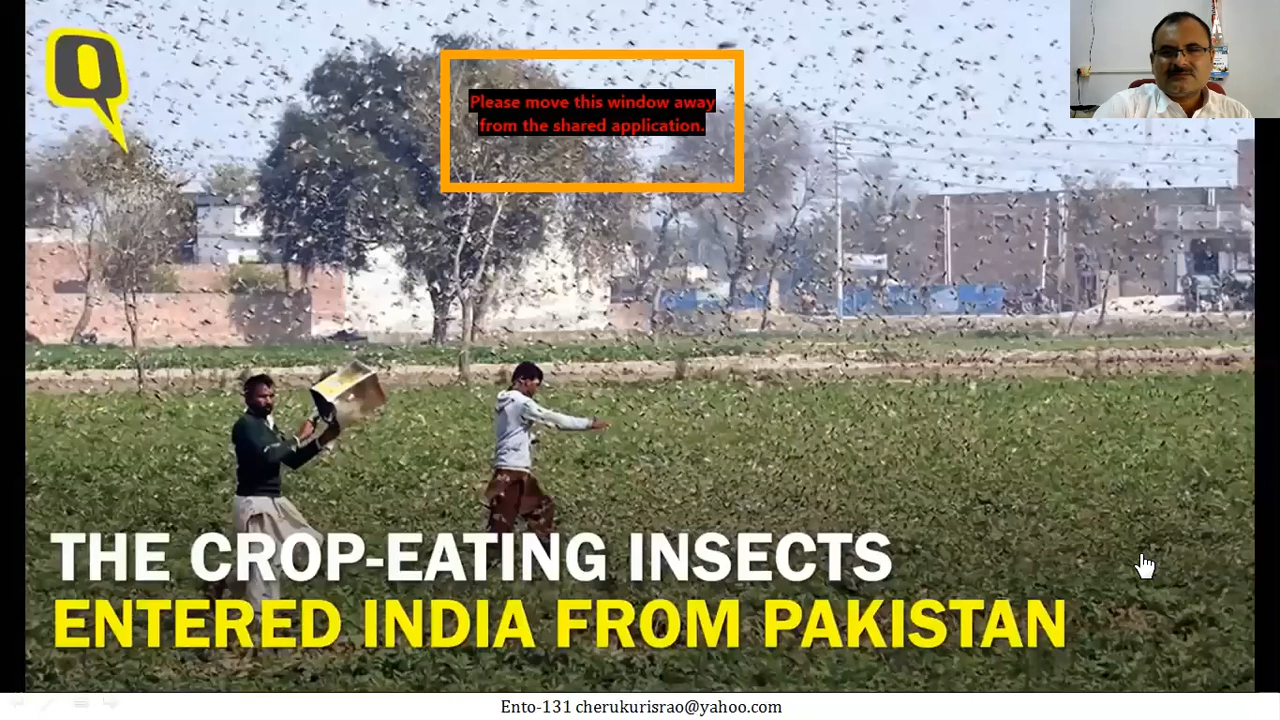 Q
Please move this window away
from the shared application.
THE CROP-EATING INSECTS
ENTERED INDIA FROM PAKISTAN
Ento-131 cherukurisrao@yahoo.com